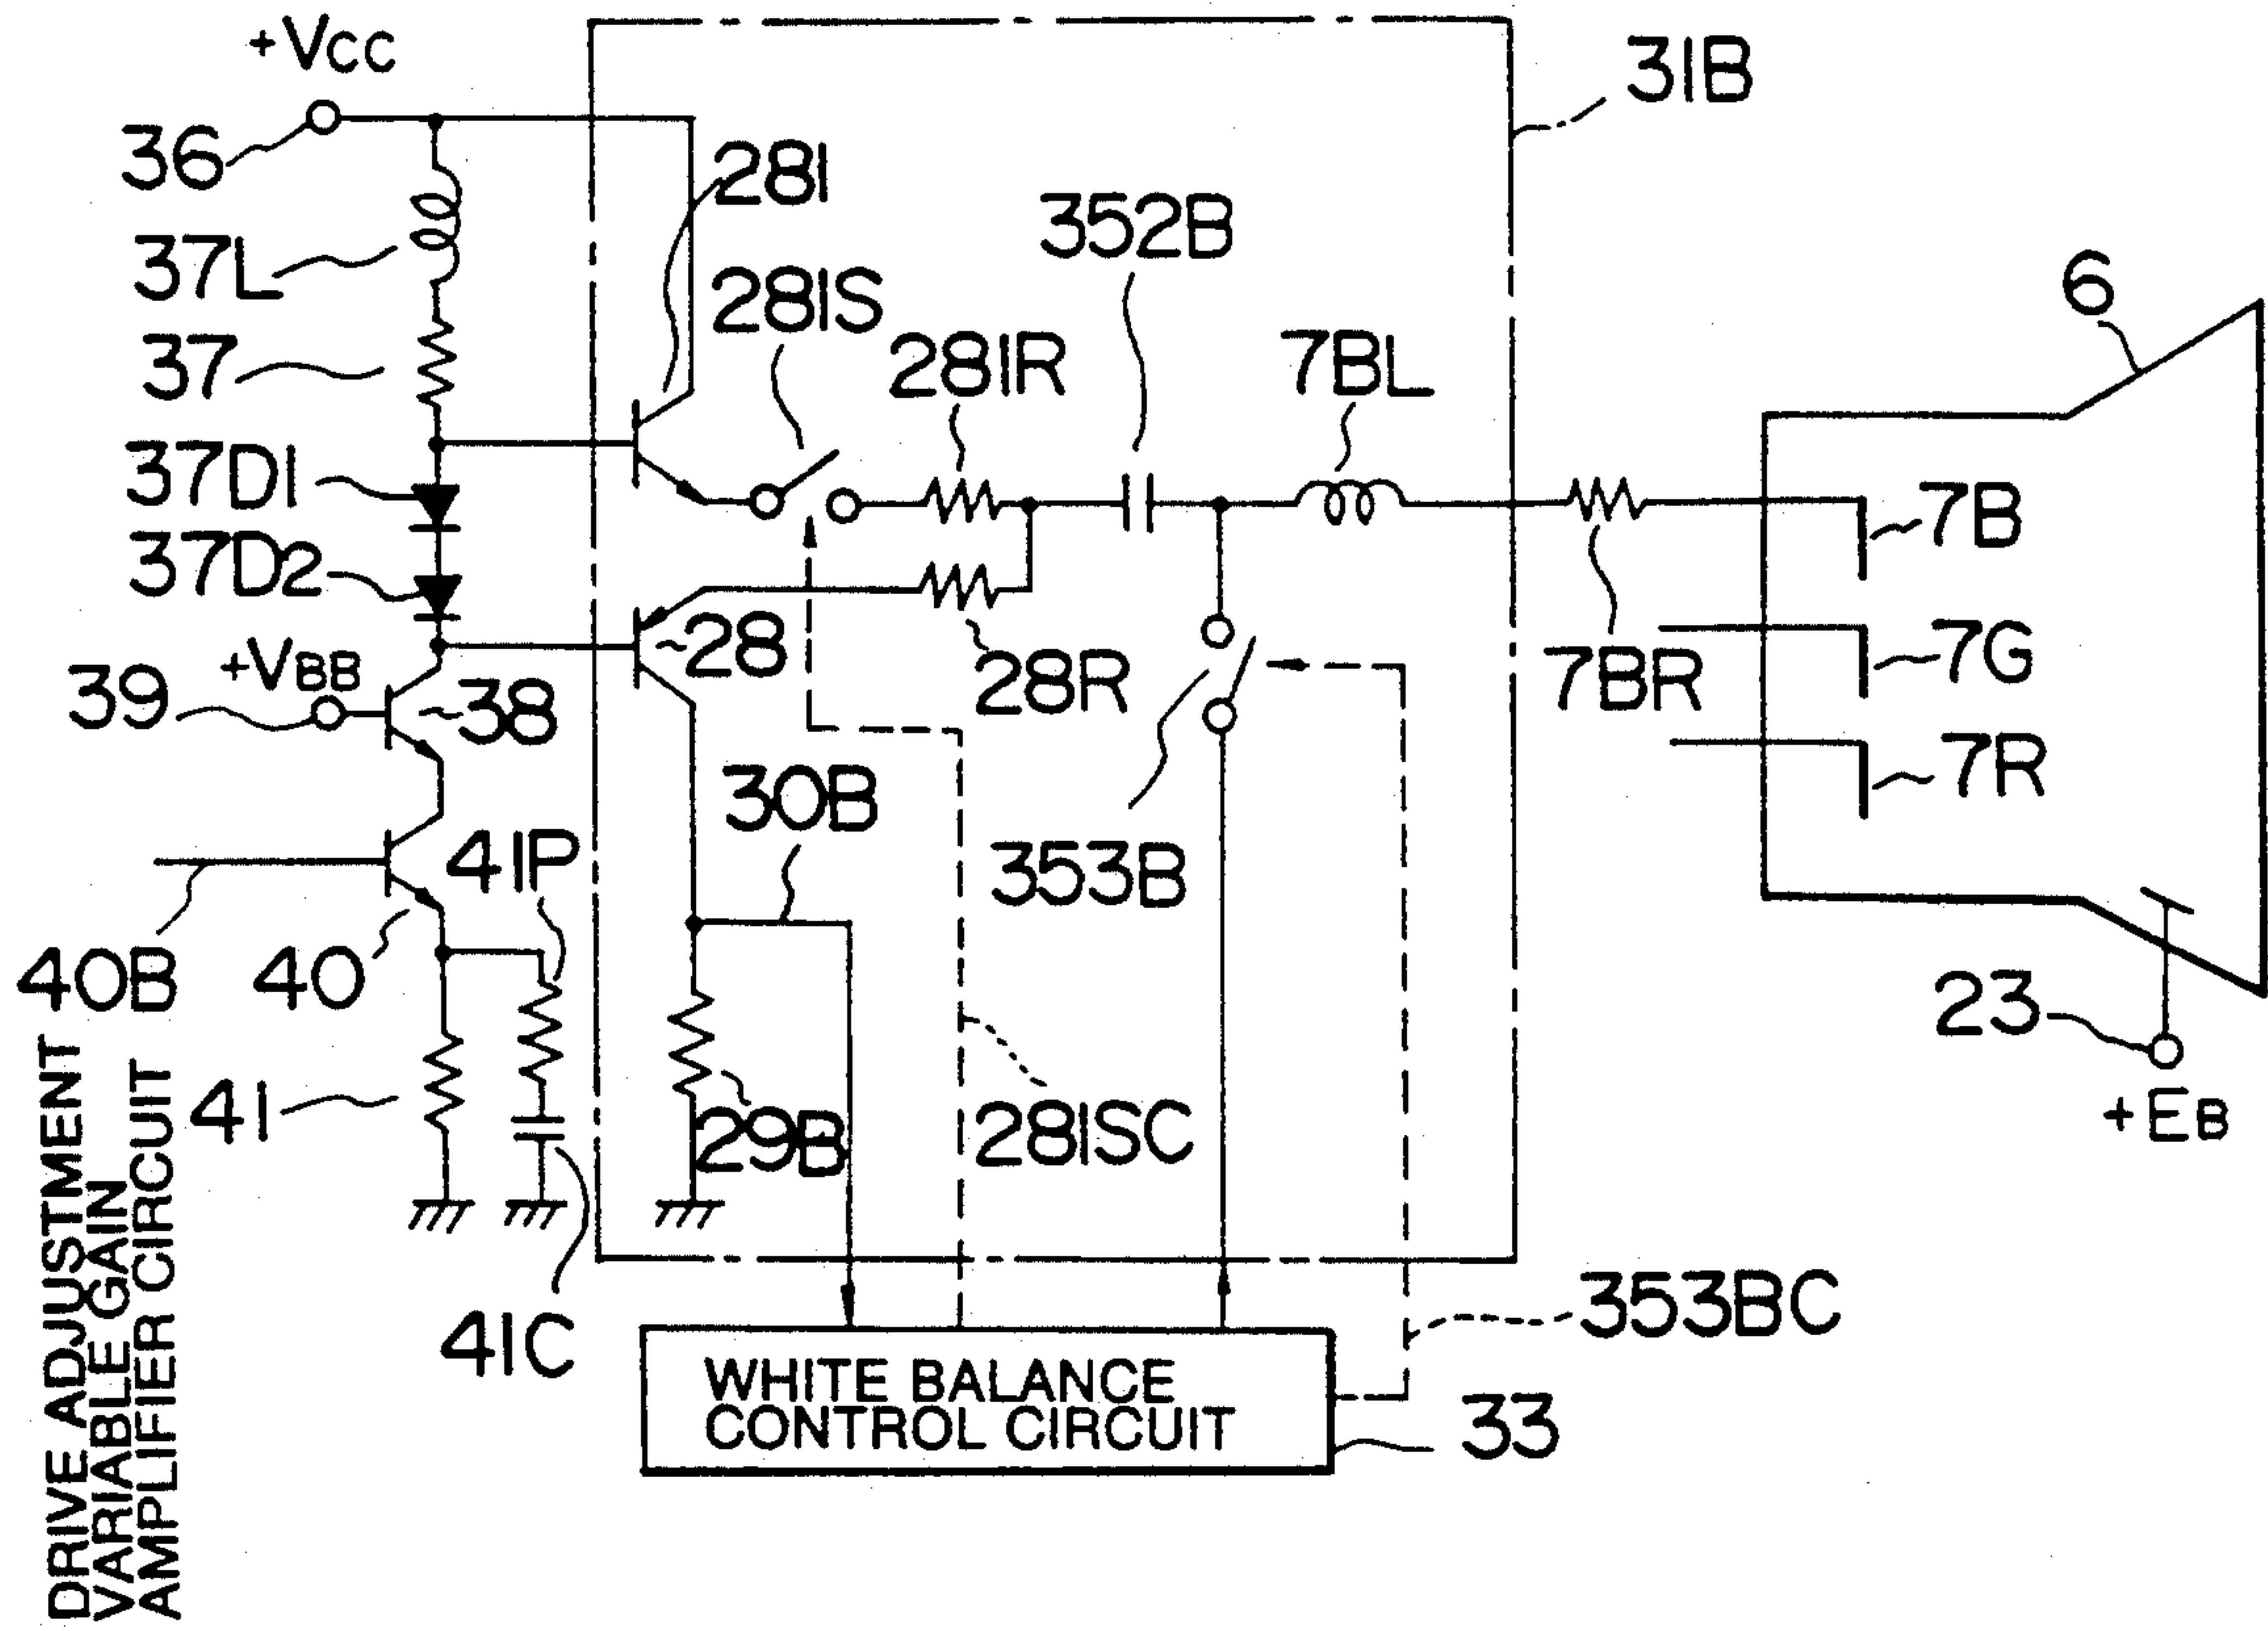 +VCC
36
31B
281
37L
352B
281S
6
37
281R
7BL
37D1
7B
37D2
28
28R
7BR
7G
+VBB
39
38
7R
30B
41P
353B
40B
40
23
41
29B
281SC
+EB
41C
353BC
WHITE BALANCE
CONTROL CIRCUIT
33
DRIVE ADJUSTMENT
VARIABLE GAIN
AMPLIFIER CIRCUIT